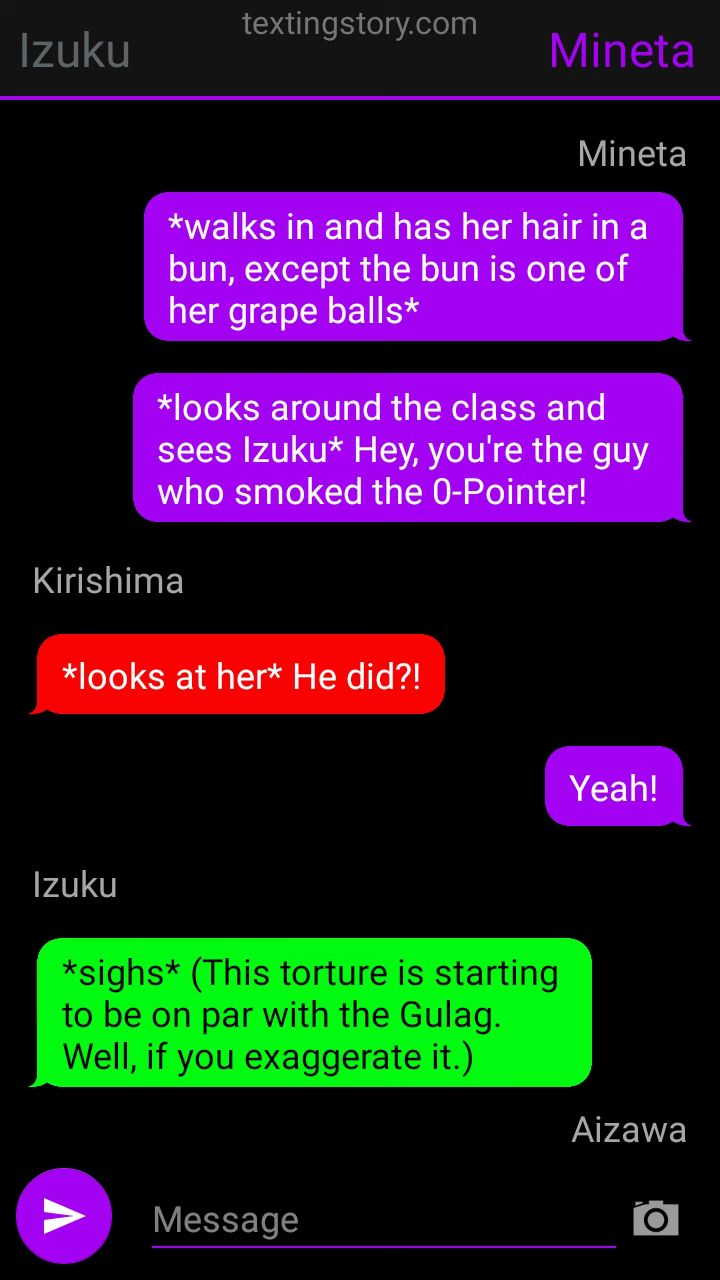 textingstory.com
Izuku
Mineta
Mineta
*walks in and has her hair in a
bun, except the bun is one of
her grape balls*
*looks around the class and
sees Izuku* Hey, you're the guy
who smoked the 0-Pointer!
Kirishima
*looks at her* He did?!
Yeah!
Izuku
*sighs* (This torture is starting
to be on par with the Gulag.
Well, if you exaggerate it.)
Aizawa
Message